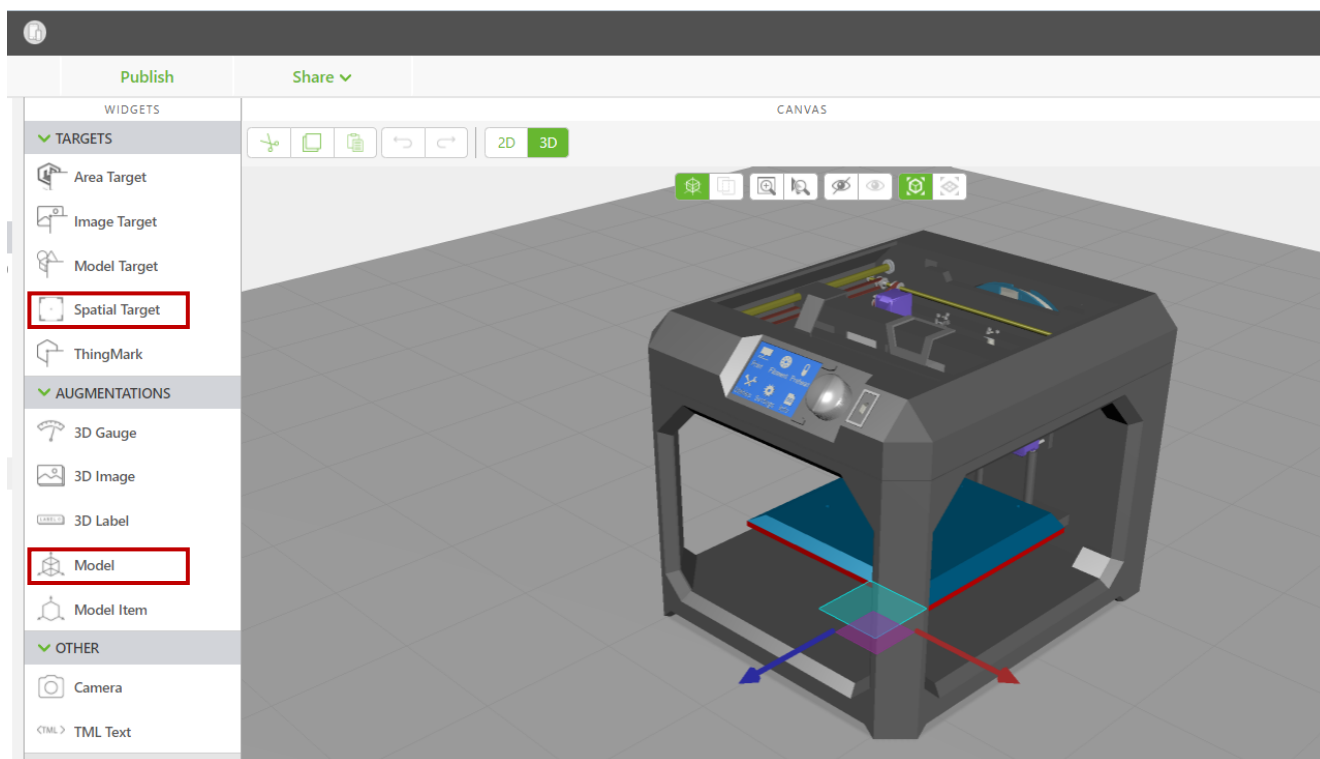 Publish
Share
WIDGETS
CANVAS
TARGETS
2D
3D
Area Target
Image Target
Model Target
Spatial Target
ThingMark
AUGMENTATIONS
3D Gauge
3D Image
3D Label
Model
Model Item
OTHER
Camera
<TML> TML Text